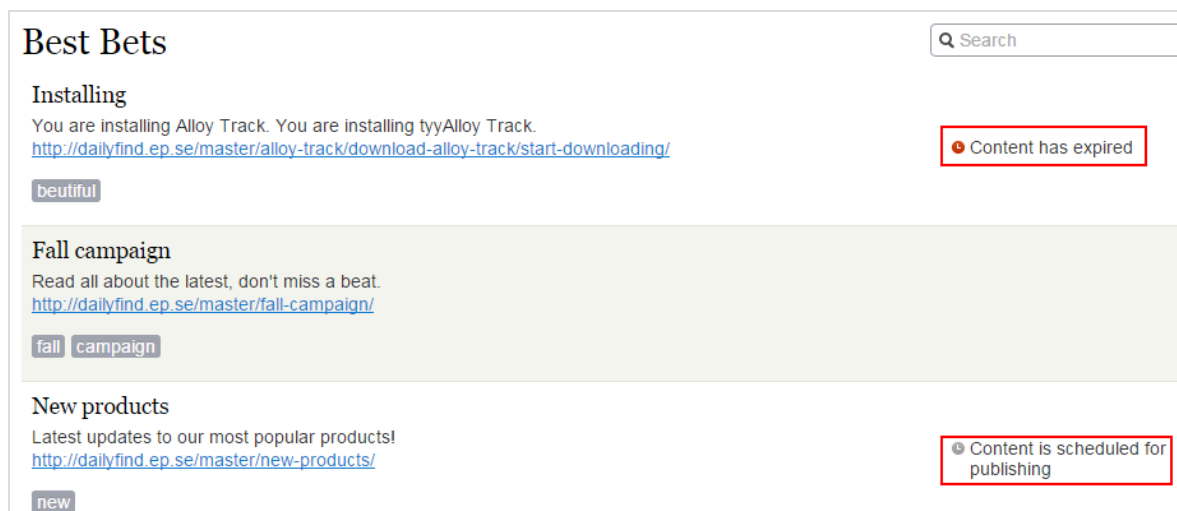 Best Bets
Search
Installing
You are installing Alloy Track. You are installing tyyAlloy Track.
http://dailyfind.ep.se/master/alloy-track/download-alloy-track/start-downloading/
Content has expired
beutiful
Fall campaign
Read all about the latest, don't miss a beat.
http://dailyfind.ep.se/master/fall-campaign/
fall campaign
New products
Latest updates to our most popular products!
http://dailyfind.ep.se/master/new-products/
Content is scheduled for
publishing
new